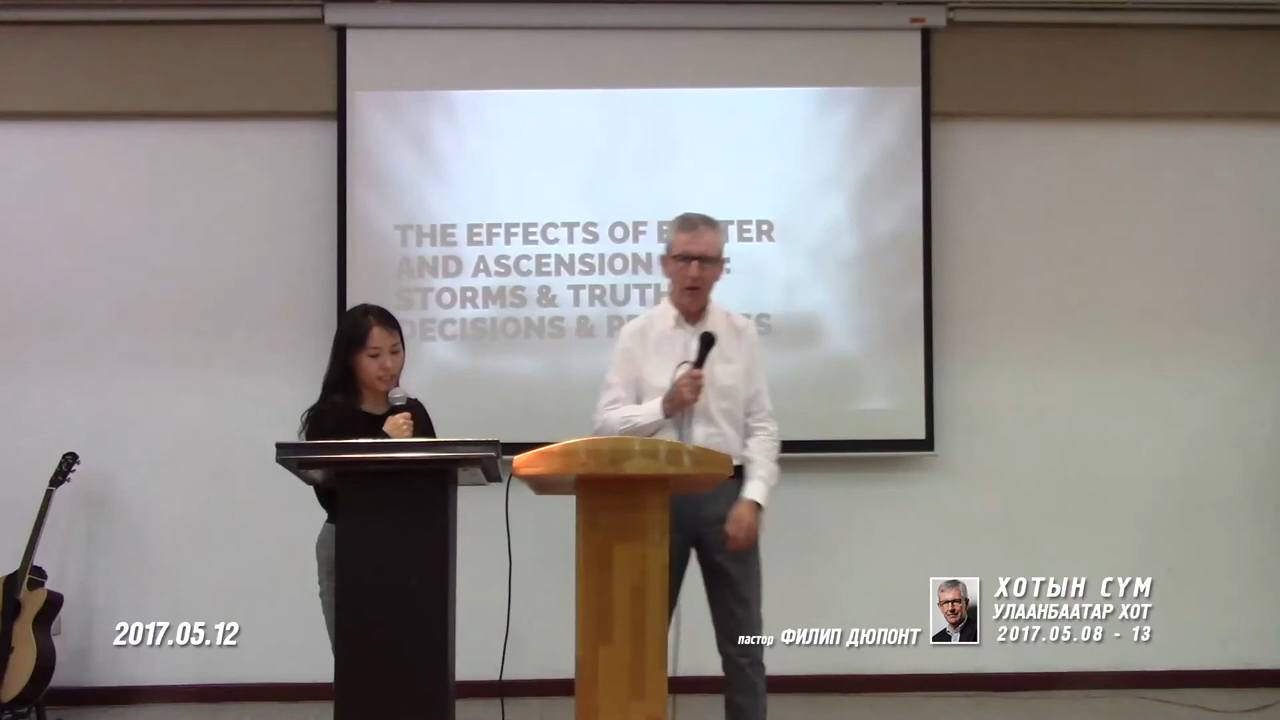 THE EFFECTS OF
AND ASCENSION
STORMS & TRUTH
DECISIONS &
2017.05.12
пастор ФИЛИП ДЮПОНТ
ХОТЫН СҮМ
УЛААНБААТАР ХОТ
2017.05.08 - 13